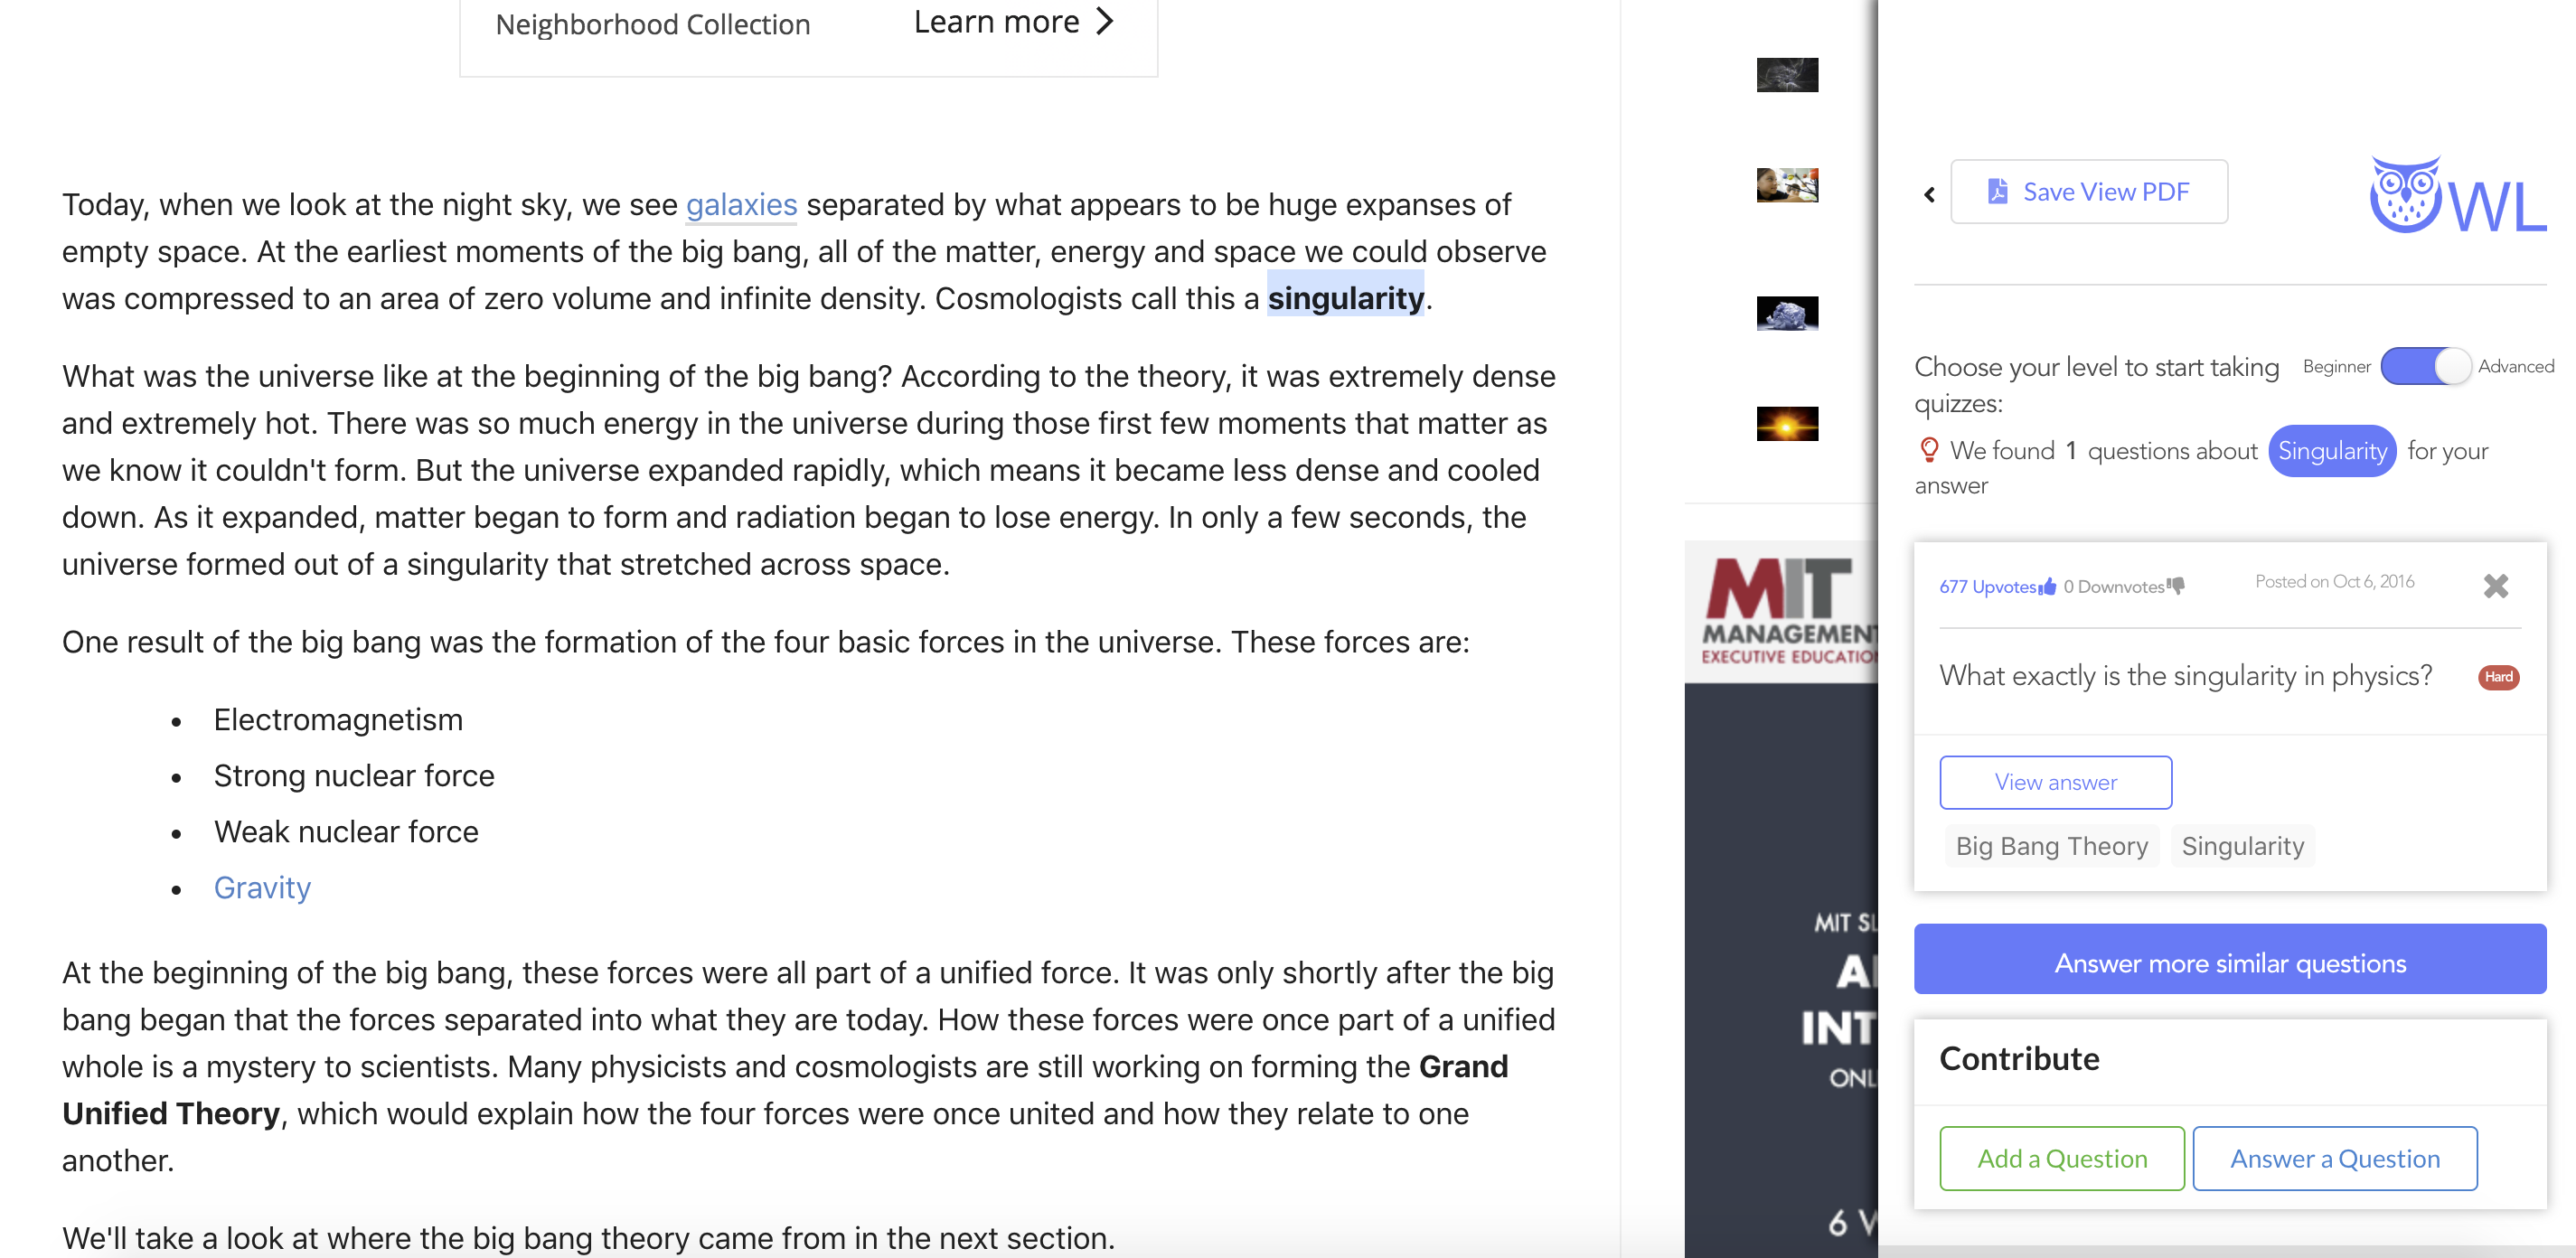 Neighborhood Collection
Learn more
Today, when we look at the night sky, we see galaxies separated by what appears to be huge expanses of
empty space. At the earliest moments of the big bang, all of the matter, energy and space we could observe
was compressed to an area of zero volume and infinite density. Cosmologists call this a singularity.
What was the universe like at the beginning of the big bang? According to the theory, it was extremely dense
and extremely hot. There was so much energy in the universe during those first few moments that matter as
we know it couldn't form. But the universe expanded rapidly, which means it became less dense and cooled
down. As it expanded, matter began to form and radiation began to lose energy. In only a few seconds, the
universe formed out of a singularity that stretched across space.
One result of the big bang was the formation of the four basic forces in the universe. These forces are:
• Electromagnetism
• Strong nuclear force
• Weak nuclear force
• Gravity
At the beginning of the big bang, these forces were all part of a unified force. It was only shortly after the big
bang began that the forces separated into what they are today. How these forces were once part of a unified
whole is a mystery to scientists. Many physicists and cosmologists are still working on forming the Grand
Unified Theory, which would explain how the four forces were once united and how they relate to one
another.
We'll take a look at where the big bang theory came from in the next section.
MIT
MANAGEMENT
EXECUTIVE EDUCATIO
MIT SL
INT
ONL
6 W
Save View PDF
OWL
Choose your level to start taking
quizzes:
Beginner
Advanced
We found 1 questions about Singularity for your
answer
677 Upvotes 0 Downvotes
Posted on Oct 6, 2016
What exactly is the singularity in physics?
Hard
View answer
Big Bang Theory
Singularity
Answer more similar questions
Contribute
Add a Question
Answer a Question